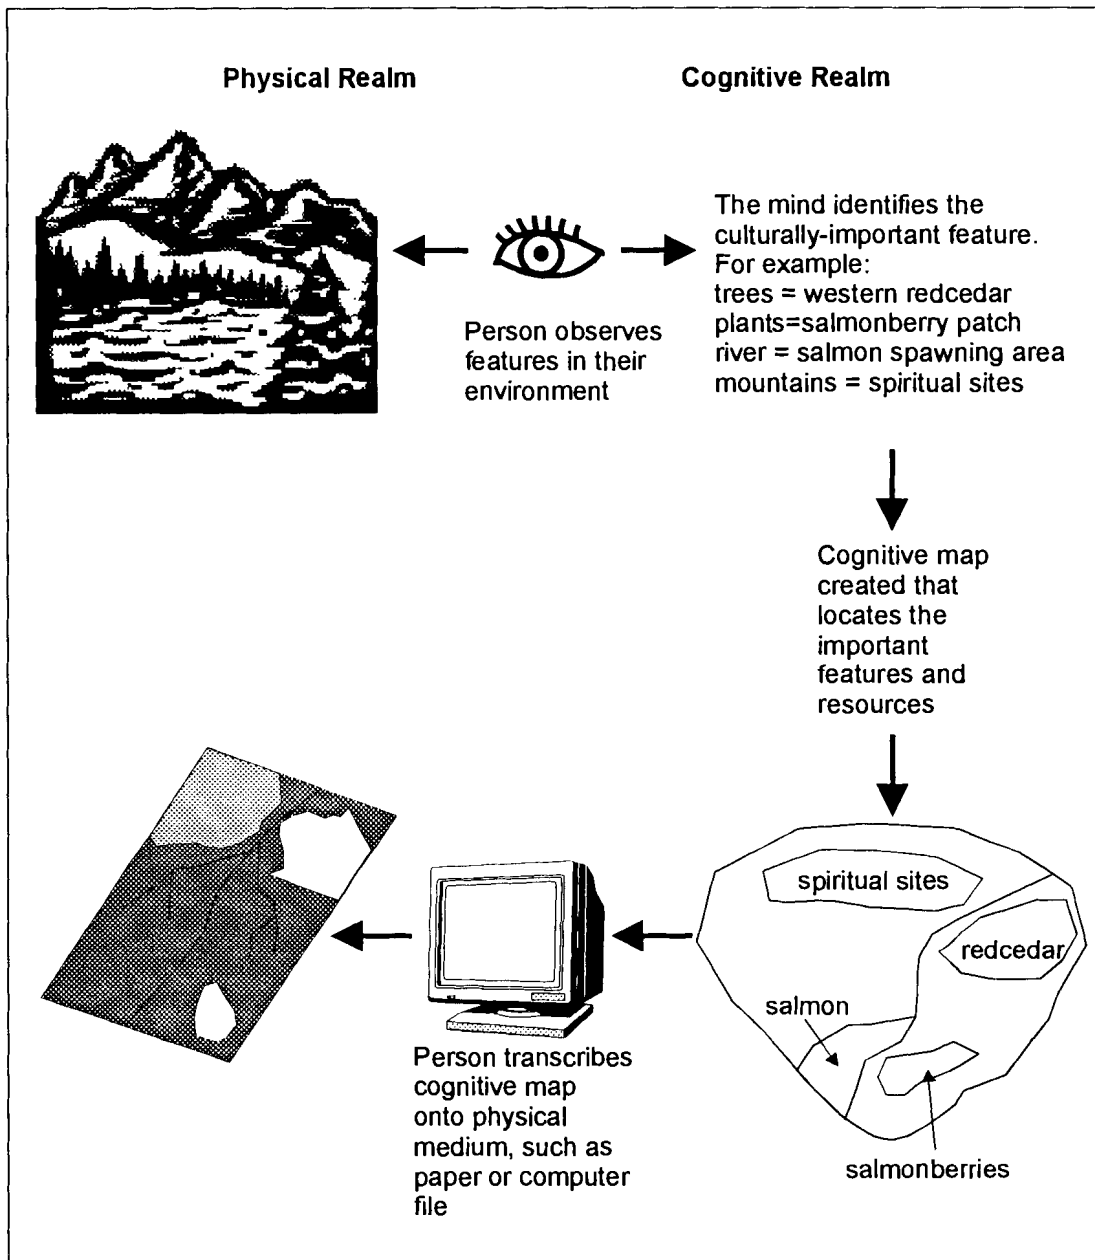 Physical Realm
Cognitive Realm
Person observes
features in their
environment
The mind identifies the
culturally-important feature.
For example:
trees = western redcedar
plants=salmonberry patch
river = salmon spawning area
mountains = spiritual sites
Cognitive map
created that
locates the
important
features and
resources
spiritual sites
redcedar
salmon
salmonberries
Person transcribes
cognitive map
onto physical
medium, such as
paper or computer
file